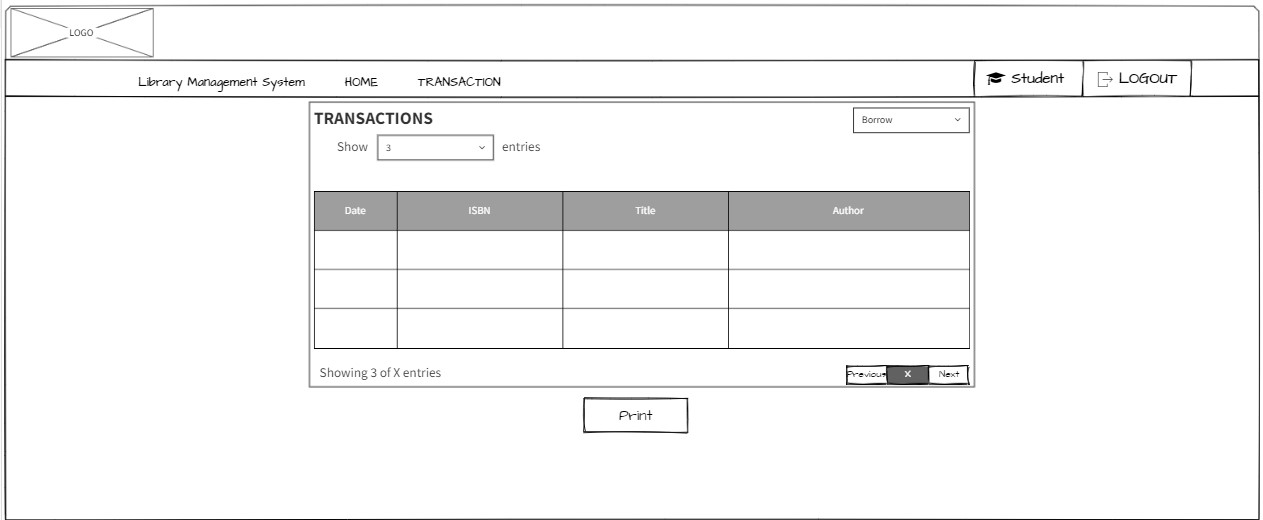 LOGO
Library Management System HOME TRANSACTION Student LOGOUT
TRANSACTIONS Borrow
Show 3 entries
Date ISBN Title Author
Showing 3 of X entries Previous X Next
Print